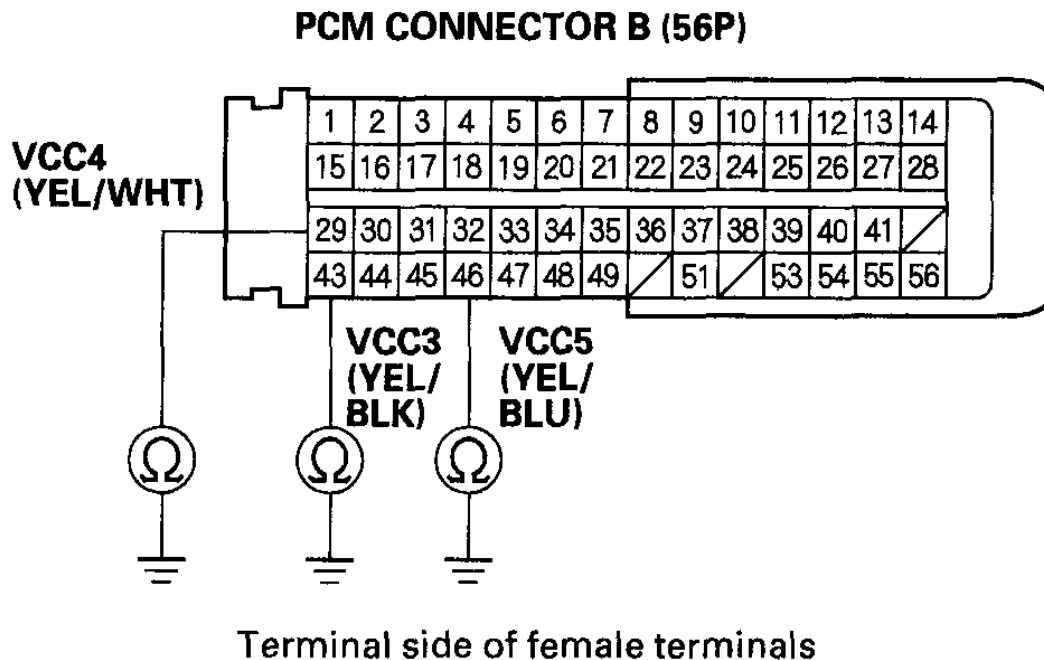 PCM CONNECTOR B (56P)
1 2 3 4 5 6 7 8 9 10 11 12 13 14
VCC4
(YEL/WHT)
15 16 17 18 19 20 21 22 23 24 25 26 27 28
29 30 31 32 33 34 35 36 37 38 39 40 41
43 44 45 46 47 48 49 51 53 54 55 56
VCC3
(YEL/
BLK)
VCC5
(YEL/
BLU)
Ω Ω Ω
Terminal side of female terminals